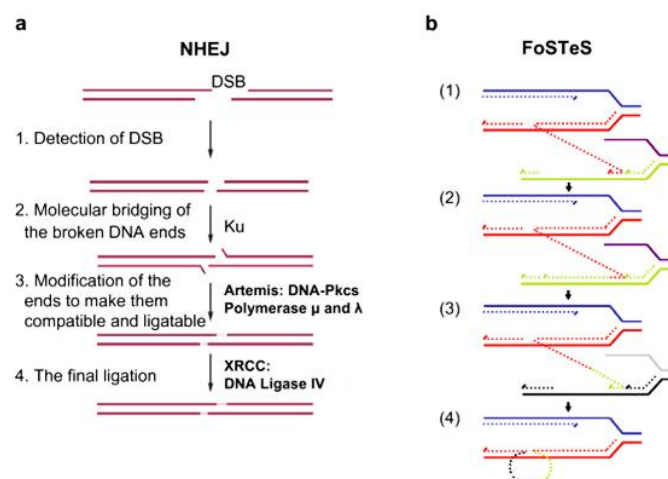 a
NHEJ
DSB
1. Detection of DSB
2. Molecular bridging of
the broken DNA ends
Ku
3. Modification of the
ends to make them
compatible and ligatable
Artemis: DNA-Pkcs
Polymerase μ and λ
4. The final ligation
XRCC:
DNA Ligase IV
b
FoSTeS
(1)
(2)
(3)
(4)